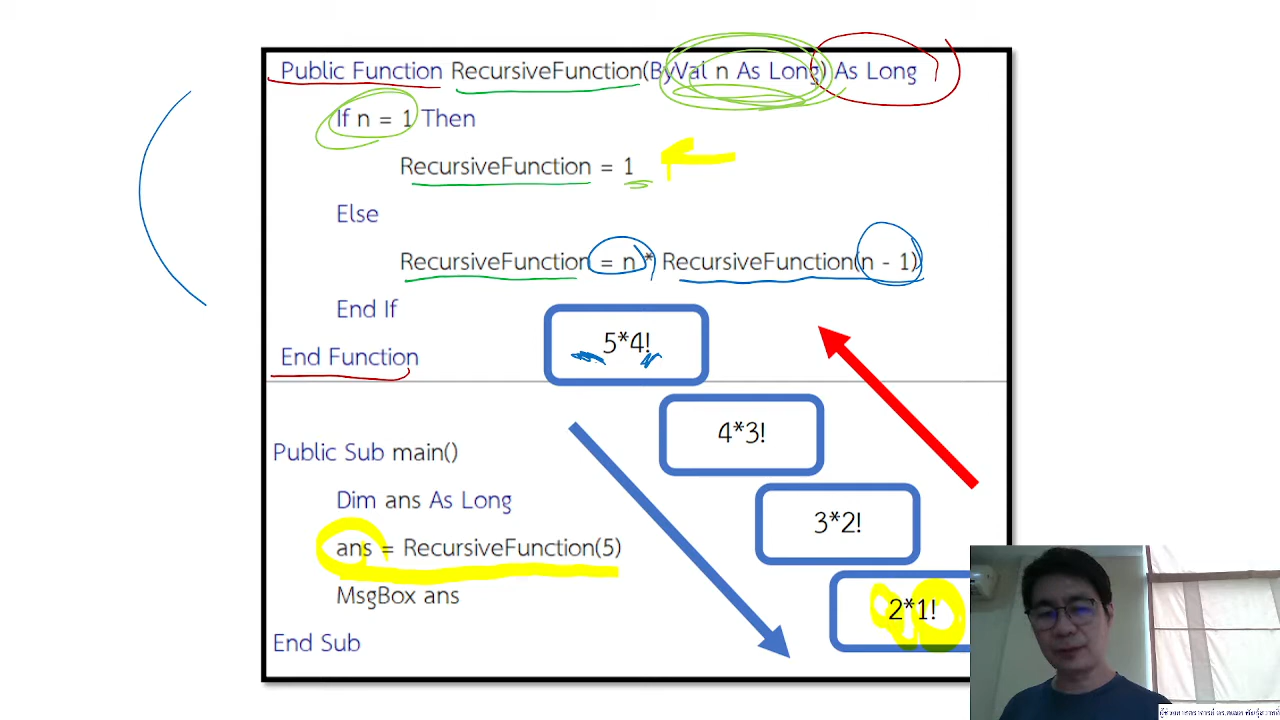 Public Function RecursiveFunction(ByVal n As Long) As Long
If n = 1 Then
RecursiveFunction = 1
Else
RecursiveFunction = n * RecursiveFunction(n - 1)
End If
End Function
5*4!
4*3!
3*2!
2*1!
Public Sub main()
Dim ans As Long
ans = RecursiveFunction(5)
MsgBox ans
End Sub